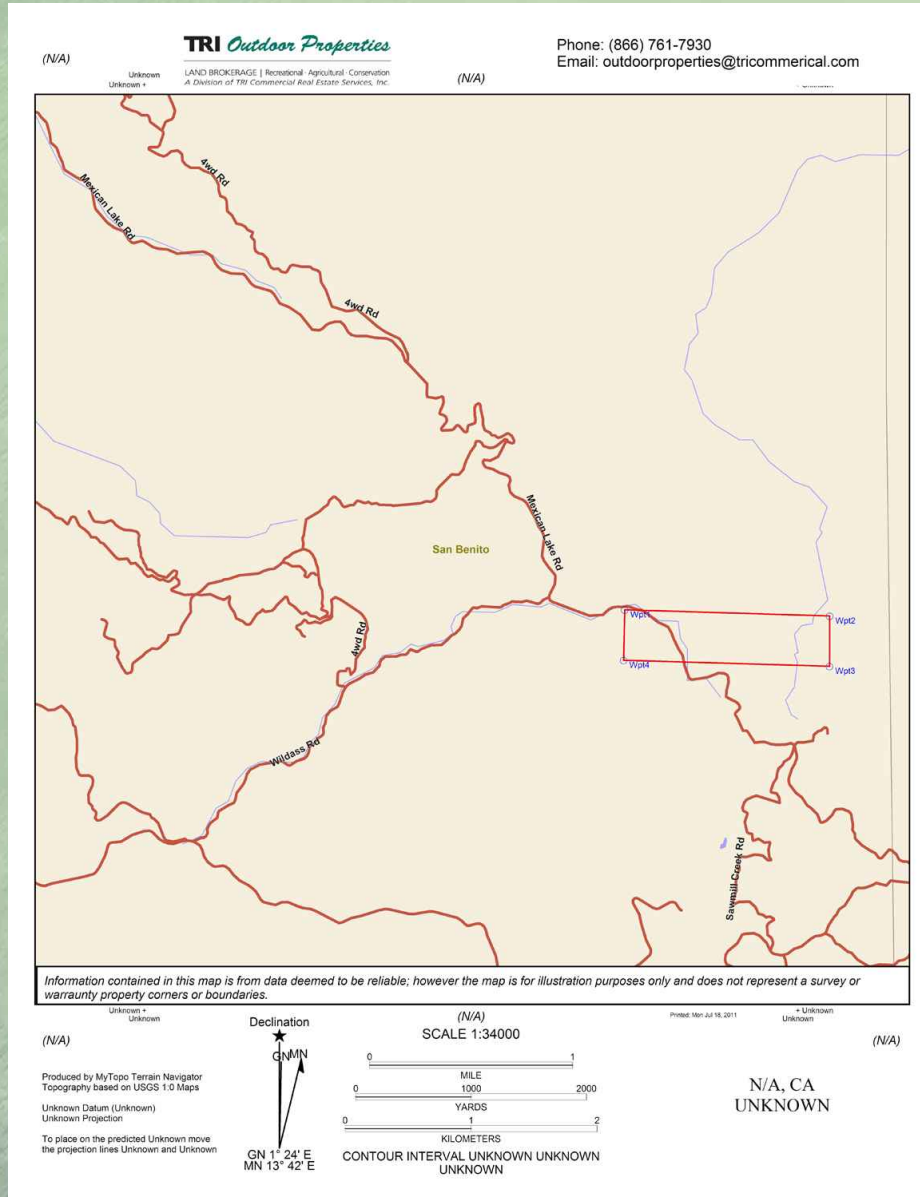 TRI Outdoor Properties
LAND BROKERAGE | Recreational · Agricultural · Conservation
A Division of TRI Commercial Real Estate Services, Inc.
Phone: (866) 761-7930
Email: outdoorproperties@tricommerical.com
(N/A)
Unknown
Unknown +
(N/A)
4wd Rd
Mexican Lake Rd
4wd Rd
Mexican Lake Rd
San Benito
Wpt1
Wpt2
4wd Rd
Wpt4
Wpt3
Wildass Rd
Sawmill Creek Rd
Information contained in this map is from data deemed to be reliable; however the map is for illustration purposes only and does not represent a survey or
warraunty property corners or boundaries.
Unknown +
Unknown
(N/A)
Declination
GN
MN
GN 1° 24' E
MN 13° 42' E
(N/A)
SCALE 1:34000
0 1
MILE
0 1000 2000
YARDS
0 1 2
KILOMETERS
CONTOUR INTERVAL UNKNOWN UNKNOWN
UNKNOWN
Printed: Mon Jul 18, 2011
+ Unknown
Unknown
(N/A)
Produced by MyTopo Terrain Navigator
Topography based on USGS 1:0 Maps
Unknown Datum (Unknown)
Unknown Projection
To place on the predicted Unknown move
the projection lines Unknown and Unknown
N/A, CA
UNKNOWN